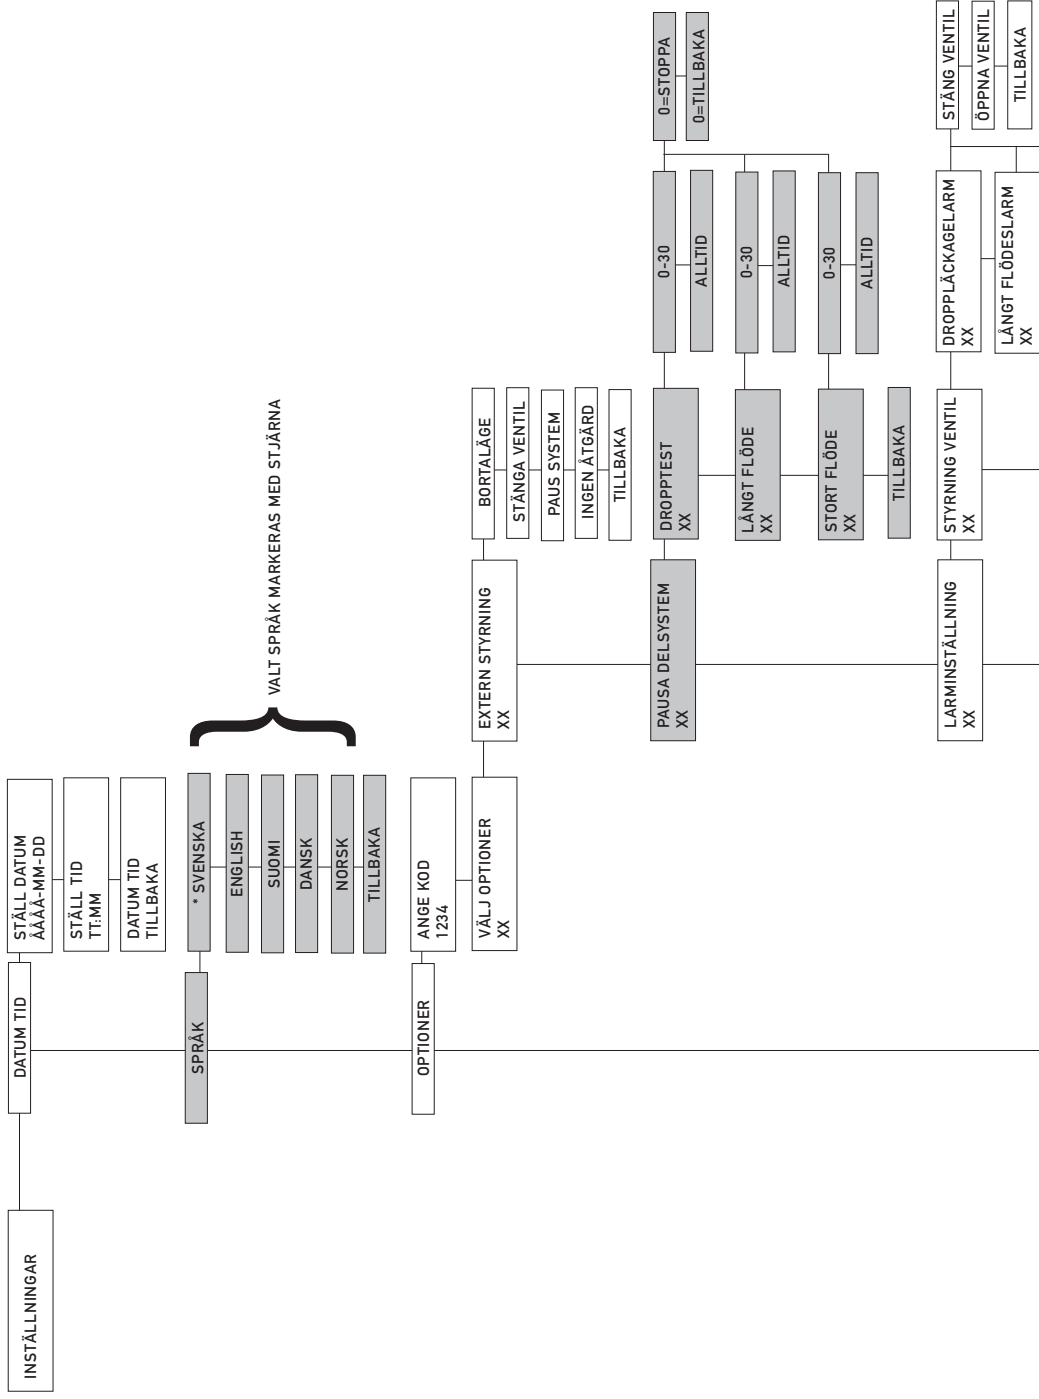 INSTÄLLNINGAR
DATUM TID
STÄLL DATUM
ÅÅÅÅ-MM-DD
STÄLL TID
TT:MM
DATUM TID
TILLBAKA
SPRÅK
* SVENSKA
ENGLISH
SUOMI
DANSK
NORSK
TILLBAKA
VALT SPRÅK MARKERAS MED STJÄRNA
OPTIONER
ANGE KOD
1234
VÄLJ OPTIONER
XX
EXTERN STYRNING
XX
BORTALÄGE
STÄNGA VENTIL
PAUS SYSTEM
INGEN ÅTGÄRD
TILLBAKA
PAUSA DELSYSTEM
XX
DROPPTEST
XX
0-30
ALLTID
0=STOPPA
0=TILLBAKA
LÅNGT FLÖDE
XX
0-30
ALLTID
STORT FLÖDE
XX
0-30
ALLTID
TILLBAKA
LARMINSTÄLLNING
XX
STYRNING VENTIL
XX
DROPPLÄCKAGELARM
XX
STÄNG VENTIL
ÖPPNA VENTIL
TILLBAKA
LÅNGT FLÖDESLARM
XX